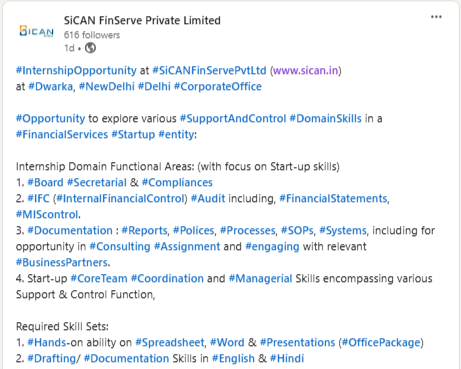 SiCAN
SiCAN FinServe Private Limited
616 followers
1d •
#InternshipOpportunity at #SiCANFinServePvtLtd (www.sican.in)
at #Dwarka, #NewDelhi #Delhi #CorporateOffice
#Opportunity to explore various #SupportAndControl #DomainSkills in a
#FinancialServices #Startup #entity:
Internship Domain Functional Areas: (with focus on Start-up skills)
1. #Board #Secretarial & #Compliances
2. #IFC (#InternalFinancialControl) #Audit including, #FinancialStatements,
#MIScontrol.
3. #Documentation : #Reports, #Polices, #Processes, #SOPs, #Systems, including for
opportunity in #Consulting #Assignment and #engaging with relevant
#BusinessPartners.
4. Start-up #CoreTeam #Coordination and #Managerial Skills encompassing various
Support & Control Function,
Required Skill Sets:
1. #Hands-on ability on #Spreadsheet, #Word & #Presentations (#OfficePackage)
2. #Drafting/ #Documentation Skills in #English & #Hindi